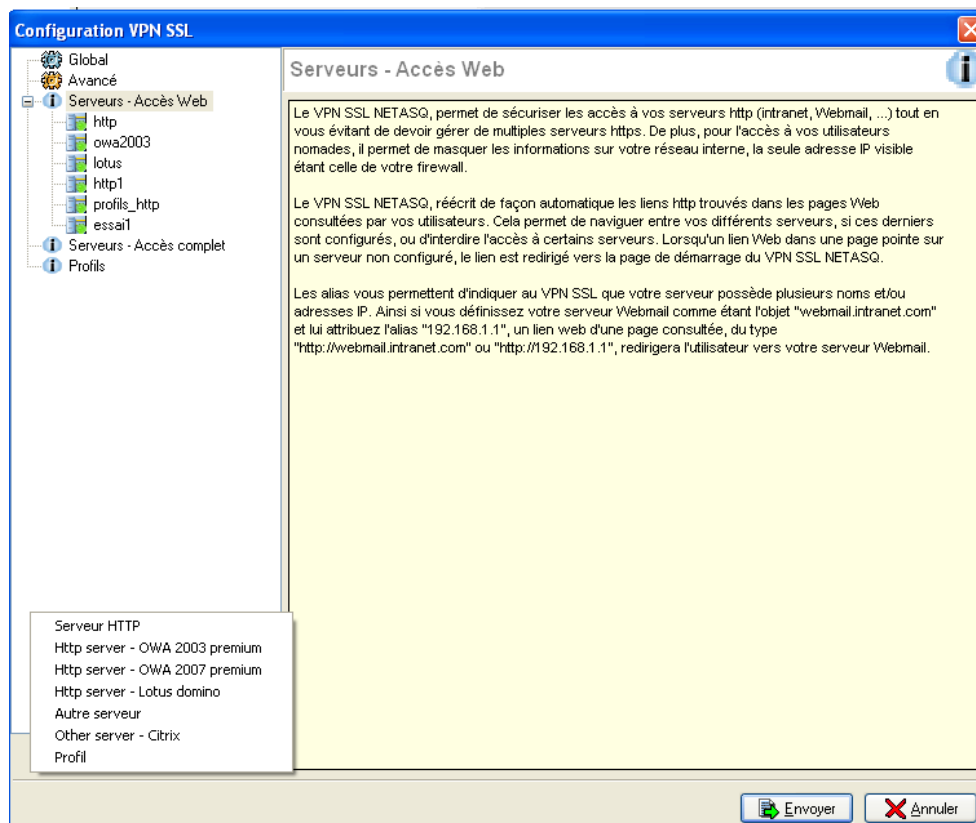 Configuration VPN SSL
Global
Avancé
Serveurs - Accès Web
http
owa2003
lotus
http1
profils_http
essai1
Serveurs - Accès complet
Profils
Serveurs - Accès Web
Le VPN SSL NETASQ, permet de sécuriser les accès à vos serveurs http (intranet, Webmail, ...) tout en
vous évitant de devoir gérer de multiples serveurs https. De plus, pour l'accès à vos utilisateurs
nomades, il permet de masquer les informations sur votre réseau interne, la seule adresse IP visible
étant celle de votre firewall.
Le VPN SSL NETASQ, réécrit de façon automatique les liens http trouvés dans les pages Web
consultées par vos utilisateurs. Cela permet de naviguer entre vos différents serveurs, si ces derniers
sont configurés, ou d'interdire l'accès à certains serveurs. Lorsqu'un lien Web dans une page pointe sur
un serveur non configuré, le lien est redirigé vers la page de démarrage du VPN SSL NETASQ.
Les alias vous permettent d'indiquer au VPN SSL que votre serveur possède plusieurs noms et/ou
adresses IP. Ainsi si vous définissez votre serveur Webmail comme étant l'objet "webmail.intranet.com"
et lui attribuez l'alias "192.168.1.1", un lien web d'une page consultée, du type
"http://webmail.intranet.com" ou "http://192.168.1.1", redirigera l'utilisateur vers votre serveur Webmail.
Serveur HTTP
Http server - OWA 2003 premium
Http server - OWA 2007 premium
Http server - Lotus domino
Autre serveur
Other server - Citrix
Profil
Envoyer
Annuler